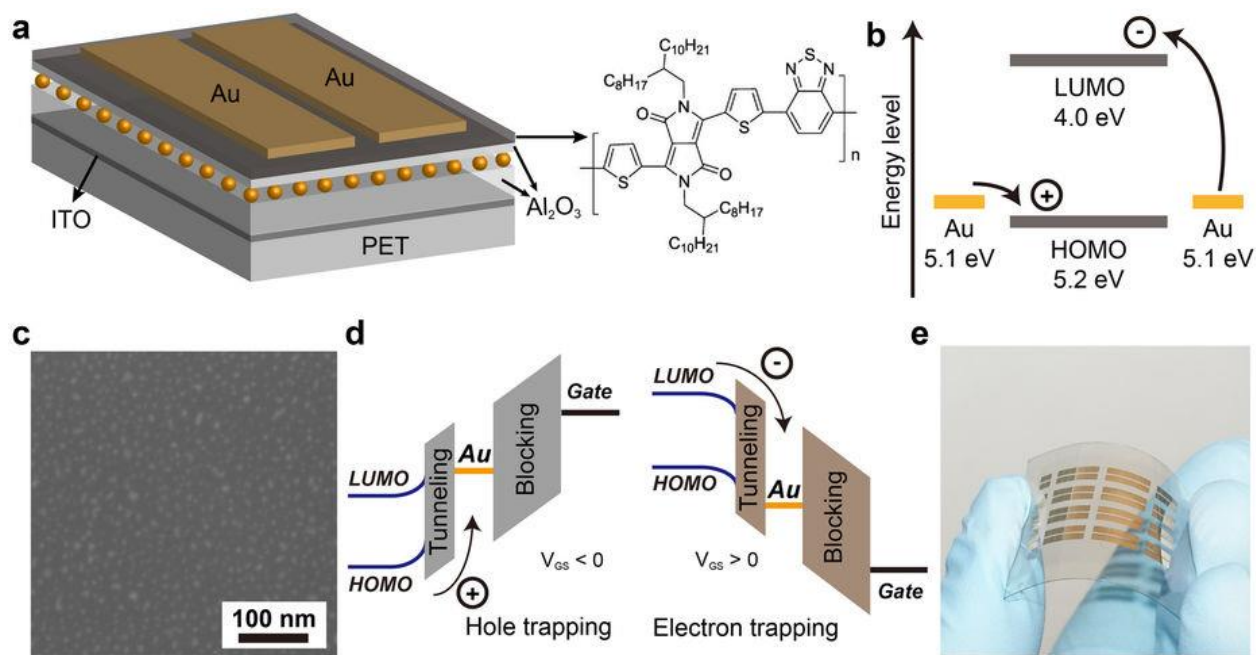 a
Au
Au
ITO
PET
Al₂O₃
C₁₀H₂₁
C₈H₁₇
N
S
N
N
O
S
S
O
N
n
C₈H₁₇
C₁₀H₂₁
b
Energy level
-
LUMO
4.0 eV
+
Au
5.1 eV
HOMO
5.2 eV
Au
5.1 eV
c
100 nm
d
LUMO
HOMO
Tunneling
Au
Blocking
Gate
+
V_GS < 0
Hole trapping
LUMO
HOMO
-
Tunneling
Au
Blocking
Gate
V_GS > 0
Electron trapping
e